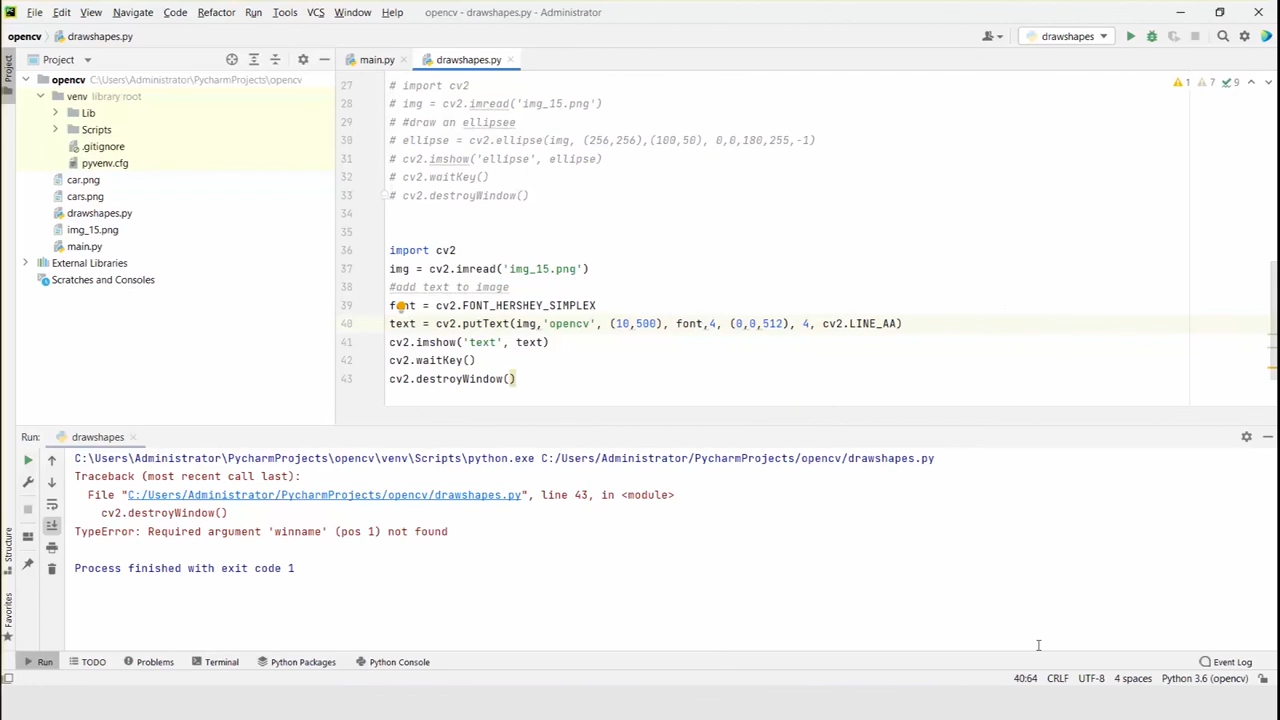 PC File Edit View Navigate Code Refactor Run Tools VCS Window Help opencv - drawshapes.py - Administrator
opencv drawshapes.py drawshapes
Project main.py drawshapes.py
opencv C:\Users\Administrator\PycharmProjects\opencv
venv library root
Lib
Scripts
.gitignore
pyvenv.cfg
car.png
cars.png
drawshapes.py
img_15.png
main.py
External Libraries
Scratches and Consoles
Project
Structure
Favorites
1 7 9
27 # import cv2
28 # img = cv2.imread('img_15.png')
29 # #draw an ellipsee
30 # ellipse = cv2.ellipse(img, (256,256),(100,50), 0,0,180,255,-1)
31 # cv2.imshow('ellipse', ellipse)
32 # cv2.waitKey()
33 # cv2.destroyWindow()
34
35
36 import cv2
37 img = cv2.imread('img_15.png')
38 #add text to image
39 font = cv2.FONT_HERSHEY_SIMPLEX
40 text = cv2.putText(img,'opencv', (10,500), font,4, (0,0,512), 4, cv2.LINE_AA)
41 cv2.imshow('text', text)
42 cv2.waitKey()
43 cv2.destroyWindow()
Run: drawshapes
C:\Users\Administrator\PycharmProjects\opencv\venv\Scripts\python.exe C:/Users/Administrator/PycharmProjects/opencv/drawshapes.py
Traceback (most recent call last):
File "C:/Users/Administrator/PycharmProjects/opencv/drawshapes.py", line 43, in <module>
cv2.destroyWindow()
TypeError: Required argument 'winname' (pos 1) not found
Process finished with exit code 1
Run TODO Problems Terminal Python Packages Python Console Event Log
40:64 CRLF UTF-8 4 spaces Python 3.6 (opencv)